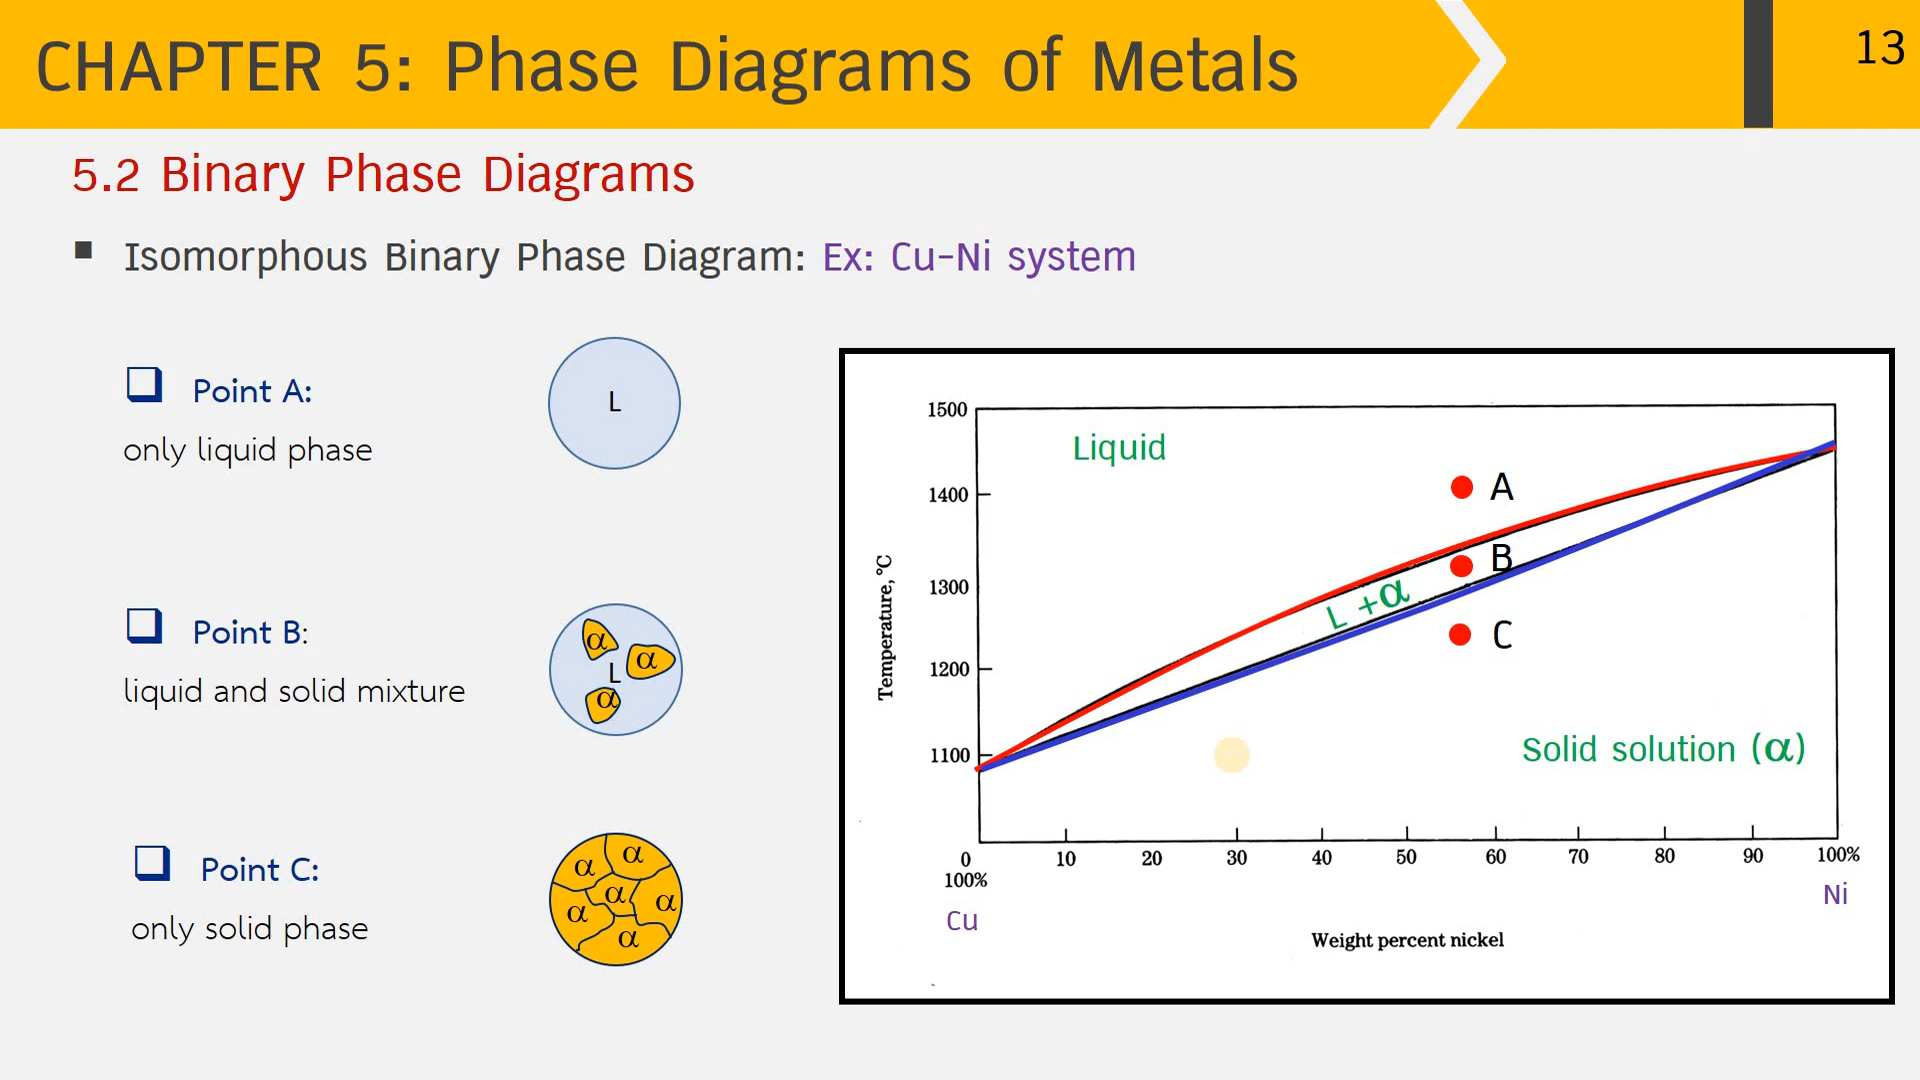 CHAPTER 5: Phase Diagrams of Metals
13
5.2 Binary Phase Diagrams
Isomorphous Binary Phase Diagram: Ex: Cu-Ni system
Point A:
only liquid phase
L
Point B:
liquid and solid mixture
α
α
L
α
Point C:
only solid phase
α
α
α
α
α
α
1500
1400
1300
1200
1100
Temperature, °C
Liquid
A
B
L +α
C
Solid solution (α)
0 10 20 30 40 50 60 70 80 90 100%
100%
Cu
Ni
Weight percent nickel